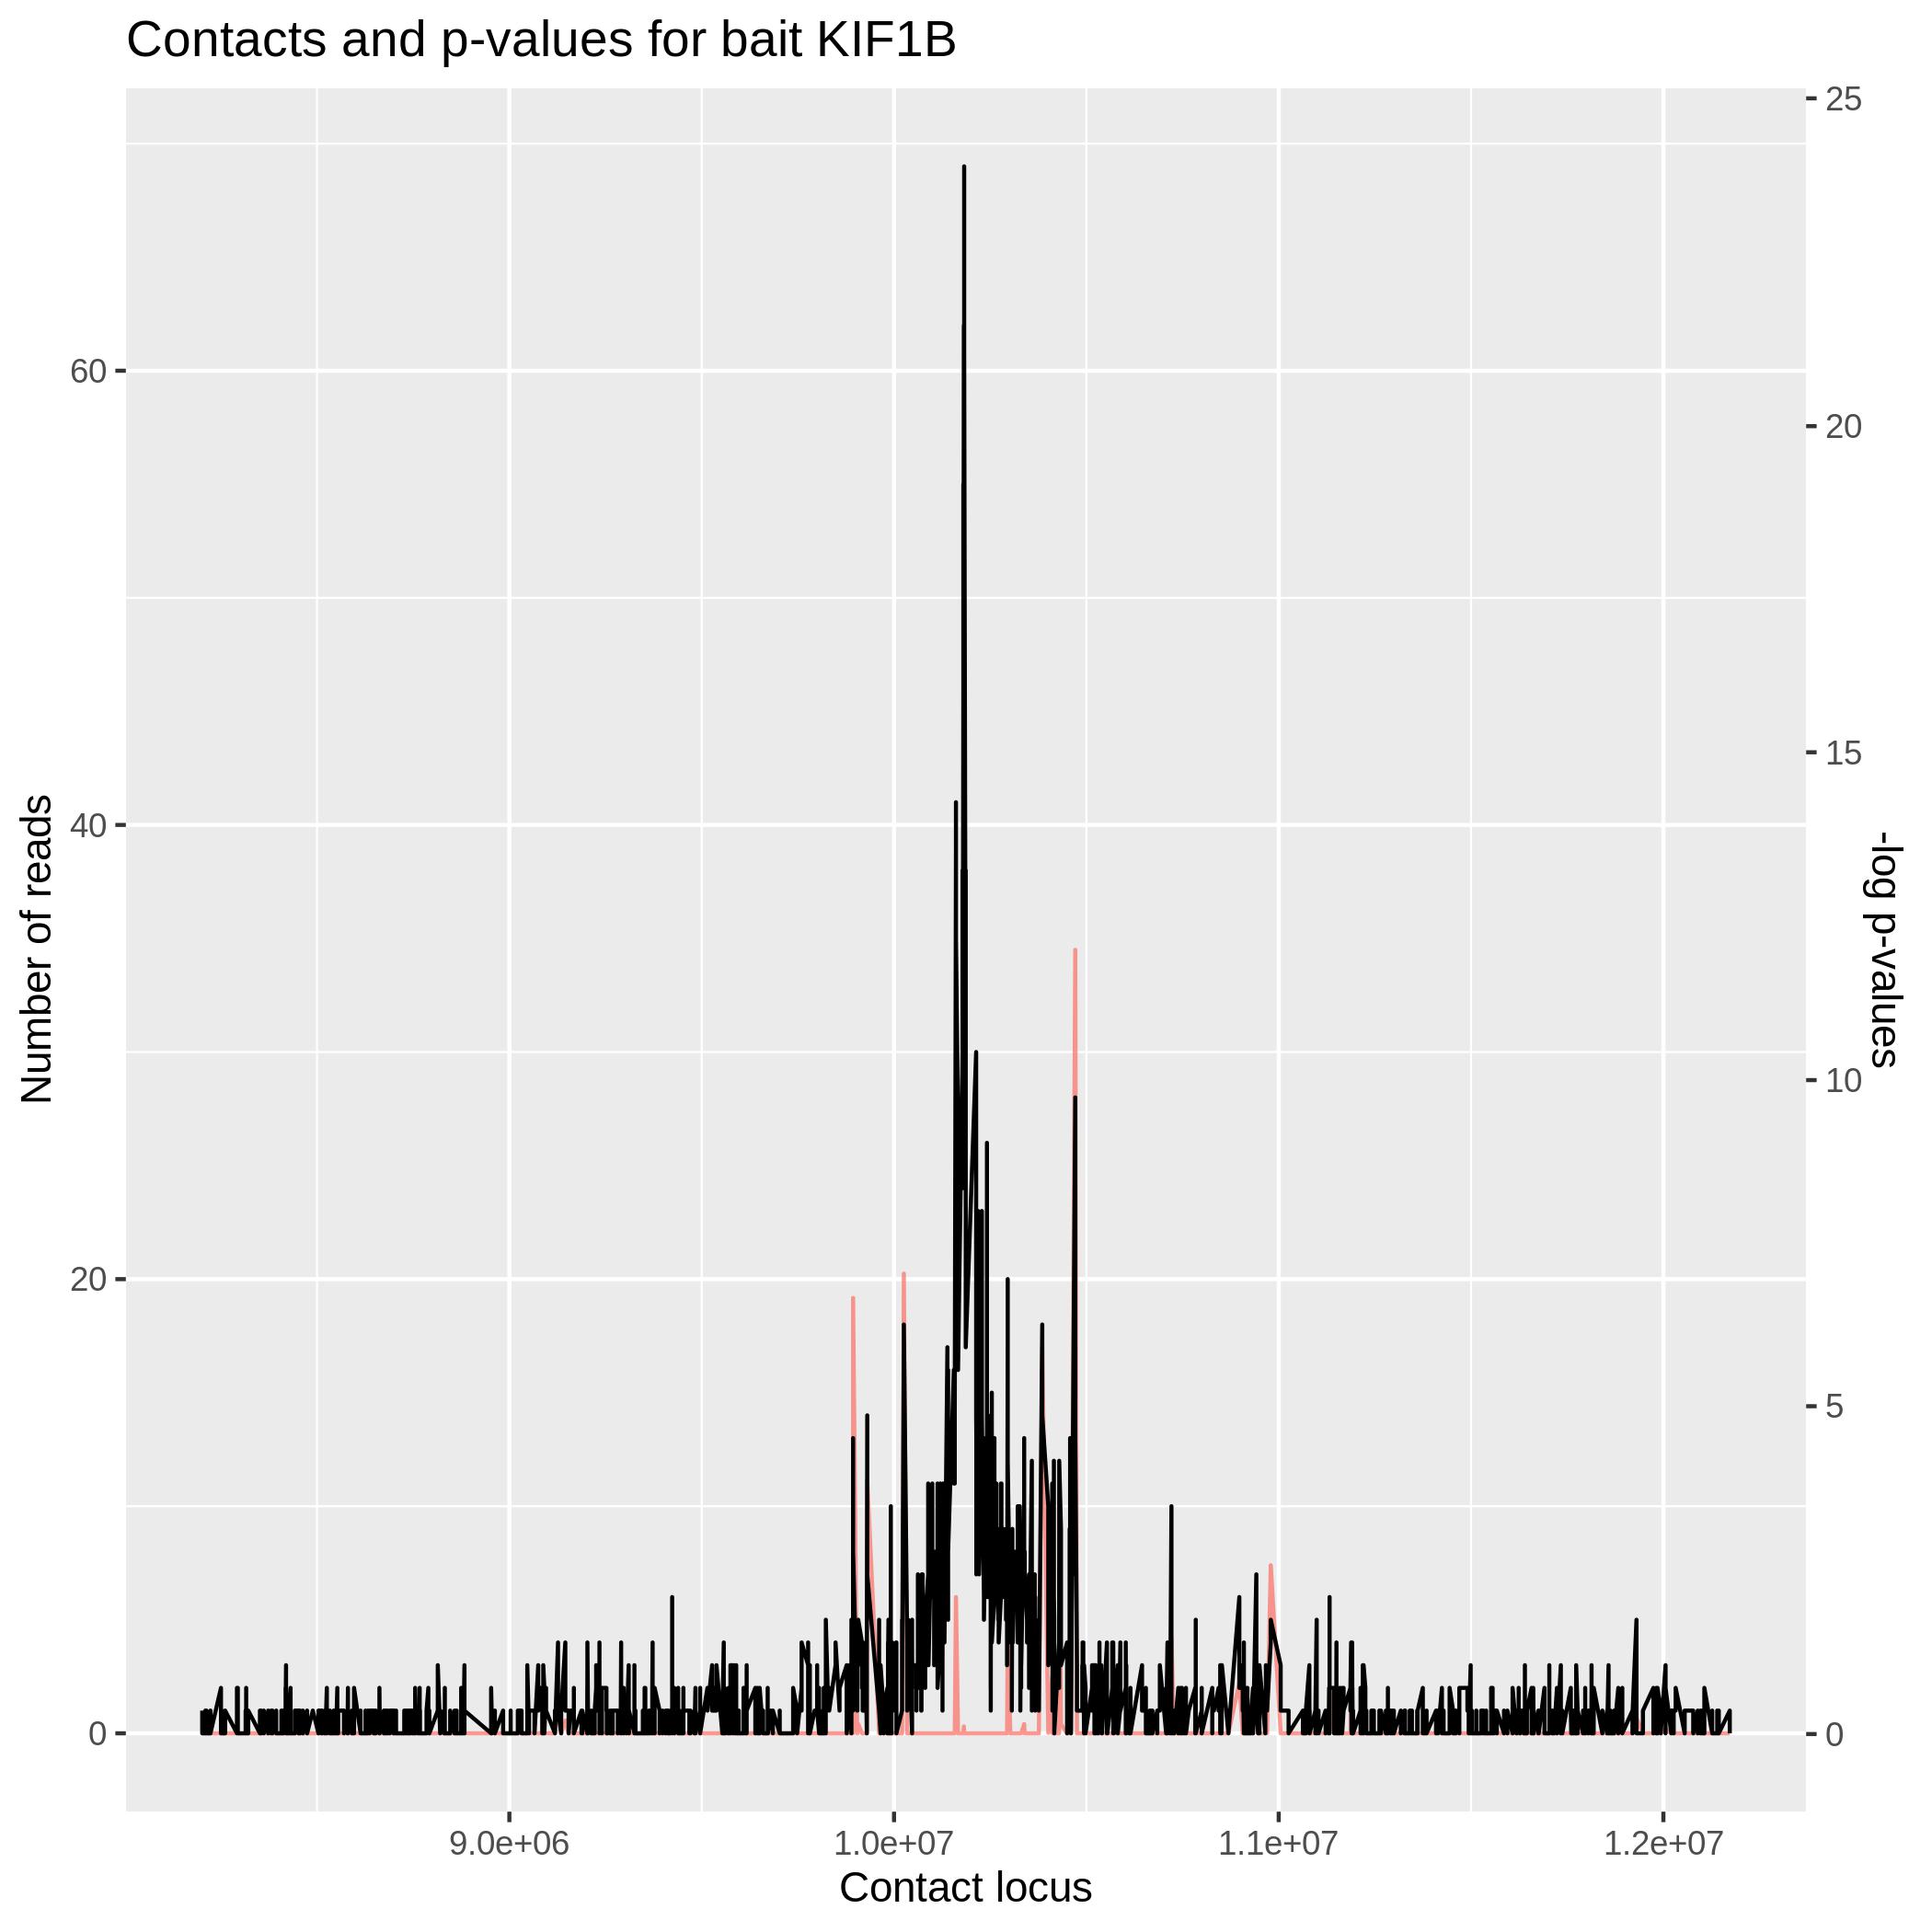 Contacts and p-values for bait KIF1B
25
20
15
10
5
0
60
40
20
0
Number of reads
-log p-values
9.0e+06
1.0e+07
1.1e+07
1.2e+07
Contact locus